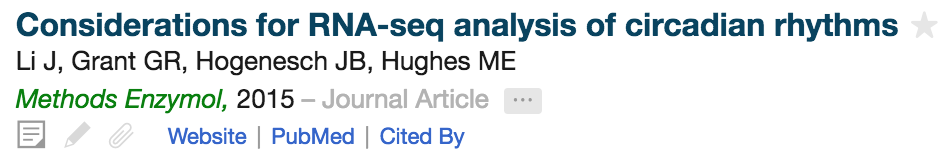 Considerations for RNA-seq analysis of circadian rhythms
Li J, Grant GR, Hogenesch JB, Hughes ME
Methods Enzymol, 2015 – Journal Article ...
Website | PubMed | Cited By